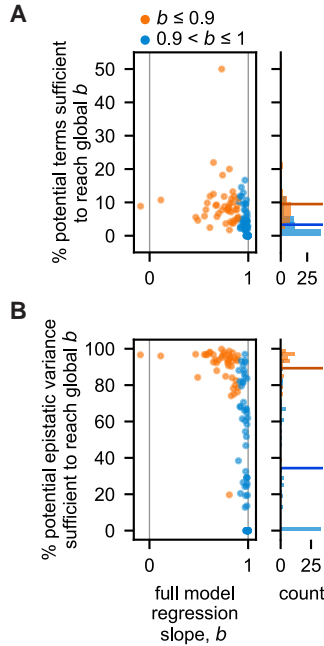 A
b ≤ 0.9
0.9 < b ≤ 1
% potential terms sufficient
to reach global b
50
40
30
20
10
0
0
1
0
25
B
% potential epistatic variance
sufficient to reach global b
100
80
60
40
20
0
0
1
0
25
full model
regression
slope, b
count